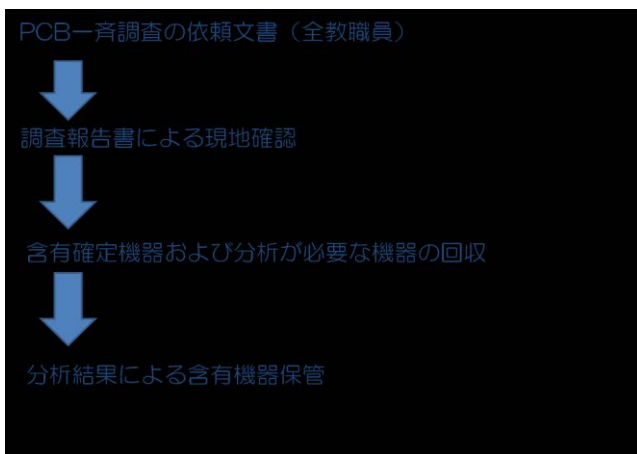 PCB一斉調査の依頼文書（全教職員）
調査報告書による現地確認
含有確定機器および分析が必要な機器の回収
分析結果による含有機器保管